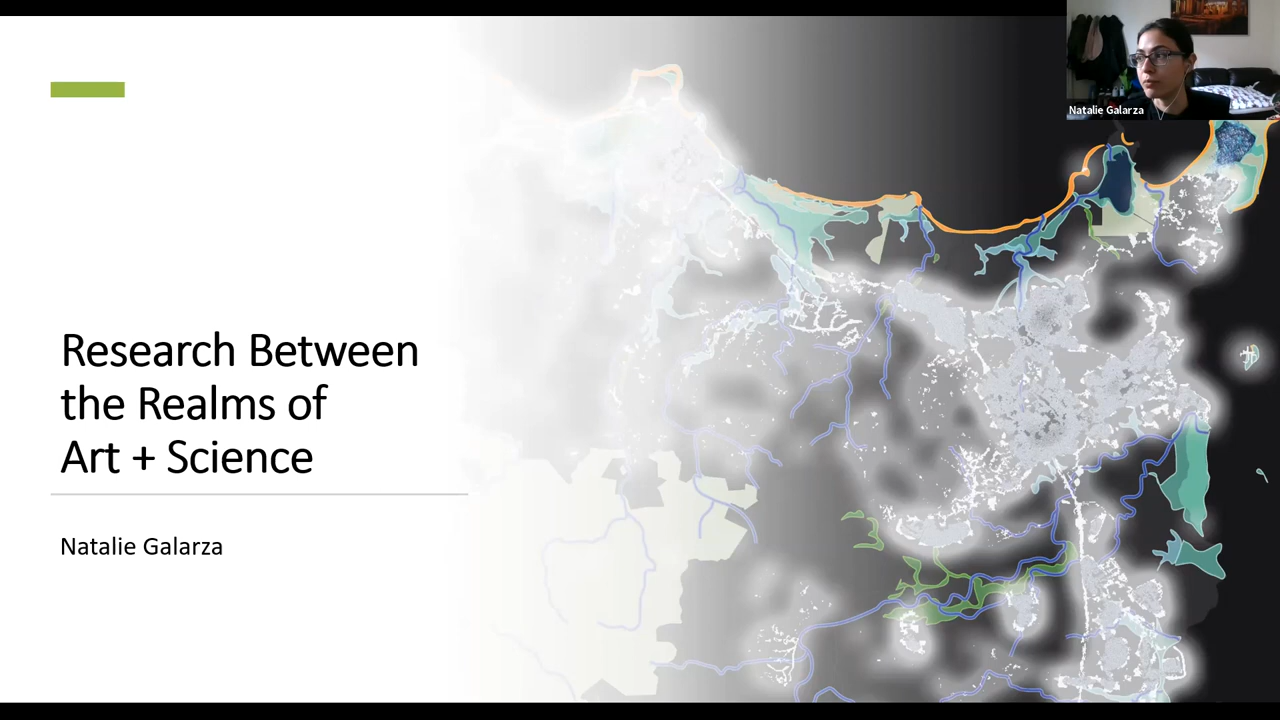 Natalie Galarza
Research Between
the Realms of
Art + Science
Natalie Galarza